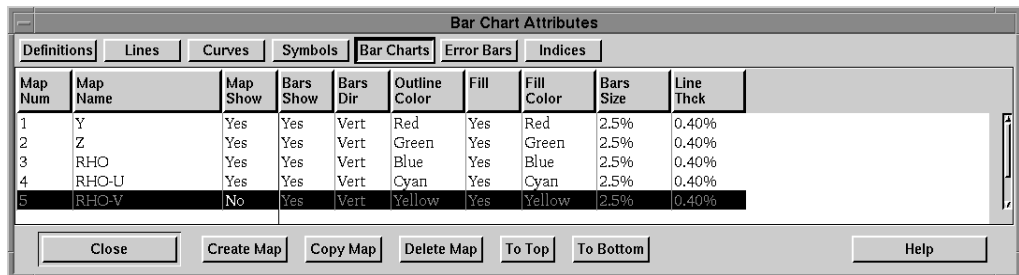 Bar Chart Attributes
Definitions Lines Curves Symbols Bar Charts Error Bars Indices
Map Num Map Name Map Show Bars Show Bars Dir Outline Color Fill Fill Color Bars Size Line Thck
1 Y Yes Yes Vert Red Yes Red 2.5% 0.40%
2 Z Yes Yes Vert Green Yes Green 2.5% 0.40%
3 RHO Yes Yes Vert Blue Yes Blue 2.5% 0.40%
4 RHO-U Yes Yes Vert Cyan Yes Cyan 2.5% 0.40%
5 RHO-V No Yes Vert Yellow Yes Yellow 2.5% 0.40%
Close Create Map Copy Map Delete Map To Top To Bottom Help